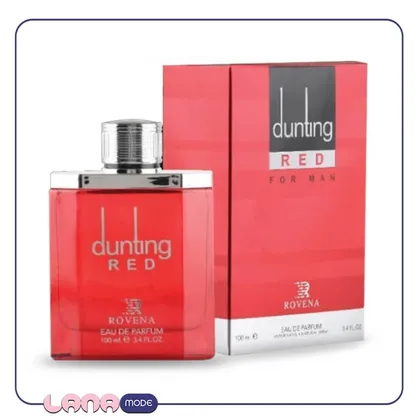 dunting
RED
FOR MAN
ROVENA
100 ml. ℮
EAU DE PARFUM
3.4 FL.OZ.
dunting
RED
ROVENA
EAU DE PARFUM
100 ml. ℮ 3.4 FL.OZ.
LANA MODE